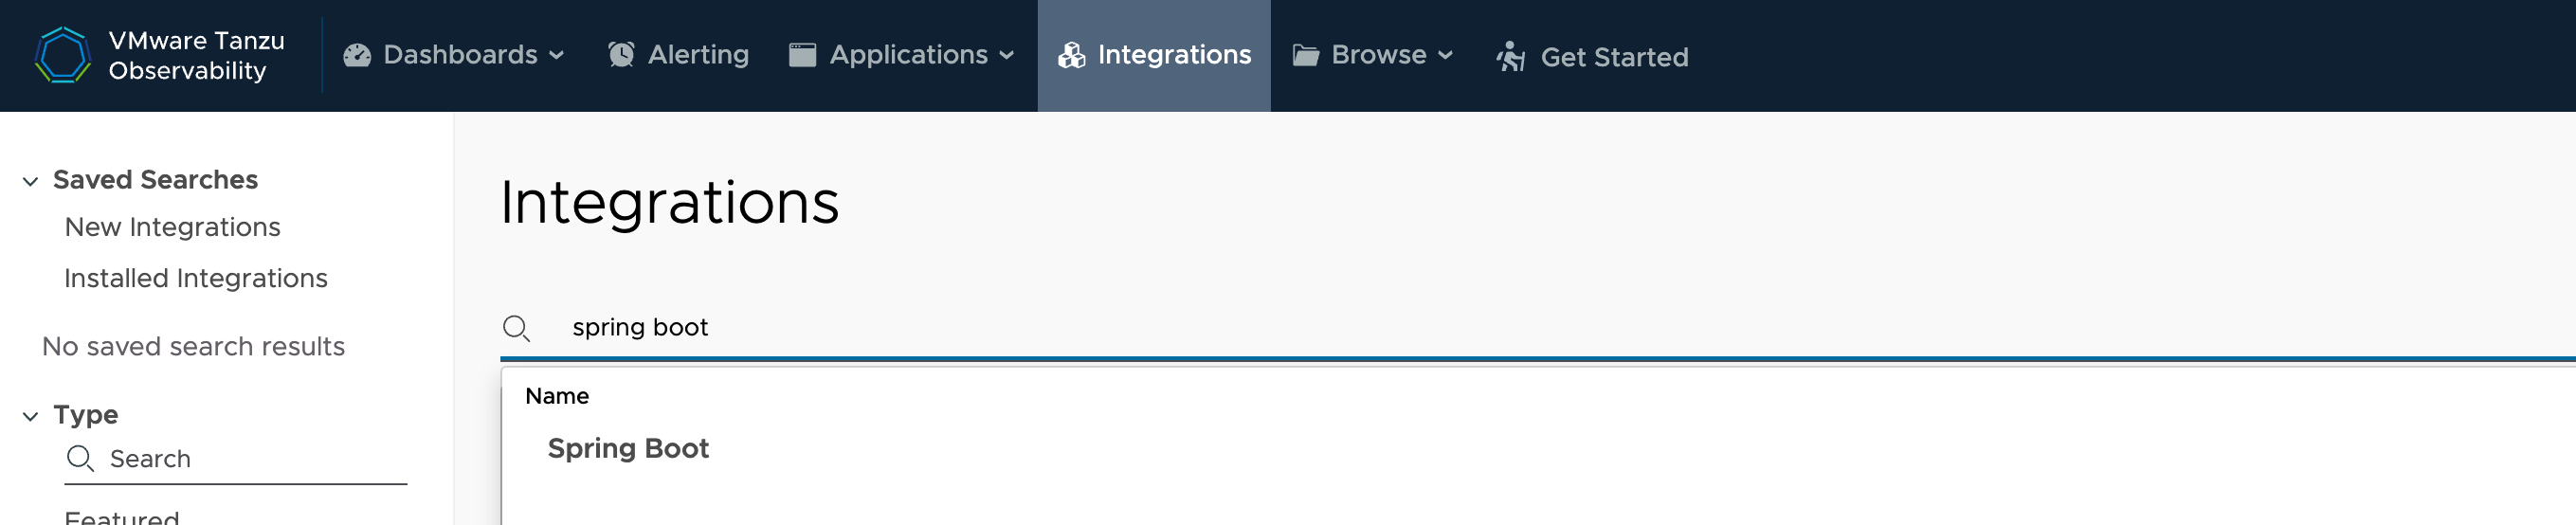 VMware Tanzu
Observability
Dashboards
Alerting
Applications
Integrations
Browse
Get Started
Saved Searches
New Integrations
Installed Integrations
No saved search results
Type
Search
Featured
Integrations
spring boot
Name
Spring Boot